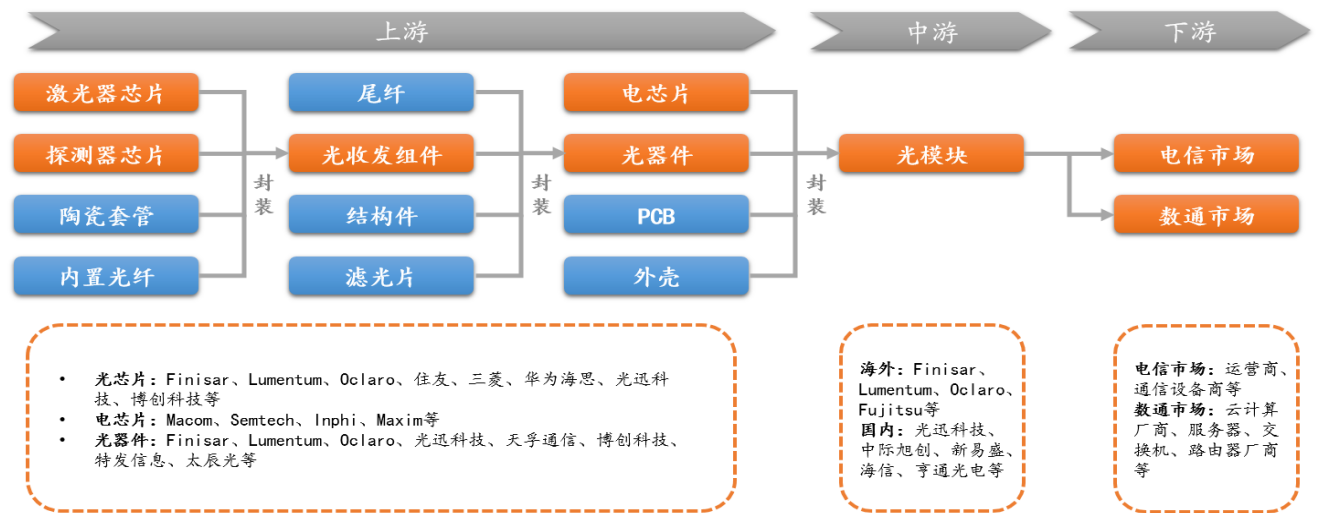 上游
中游
下游
激光器芯片
尾纤
电芯片
探测器芯片
光收发组件
光器件
光模块
电信市场
封装
封装
封装
陶瓷套管
结构件
PCB
数通市场
内置光纤
滤光片
外壳
• 光芯片：Finisar、Lumentum、Oclaro、住友、三菱、华为海思、光迅科
技、博创科技等
• 电芯片：Macom、Semtech、Inphi、Maxim等
• 光器件：Finisar、Lumentum、Oclaro、光迅科技、天孚通信、博创科技、
特发信息、太辰光等
海外：Finisar、
Lumentum、Oclaro、
Fujitsu等
国内：光迅科技、
中际旭创、新易盛、
海信、亨通光电等
电信市场：运营商、
通信设备商等
数通市场：云计算
厂商、服务器、交
换机、路由器厂商
等